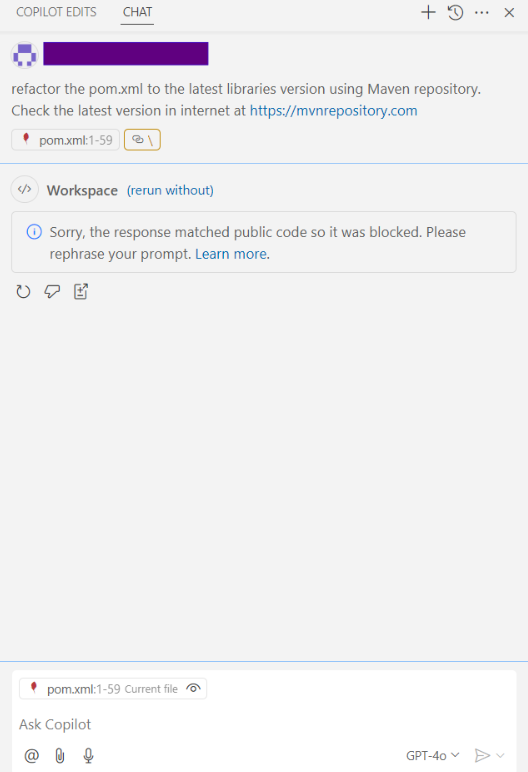 COPILOT EDITS CHAT
refactor the pom.xml to the latest libraries version using Maven repository.
Check the latest version in internet at https://mvnrepository.com
pom.xml:1-59 \
Workspace (rerun without)
Sorry, the response matched public code so it was blocked. Please
rephrase your prompt. Learn more.
pom.xml:1-59 Current file
Ask Copilot
@ GPT-4o